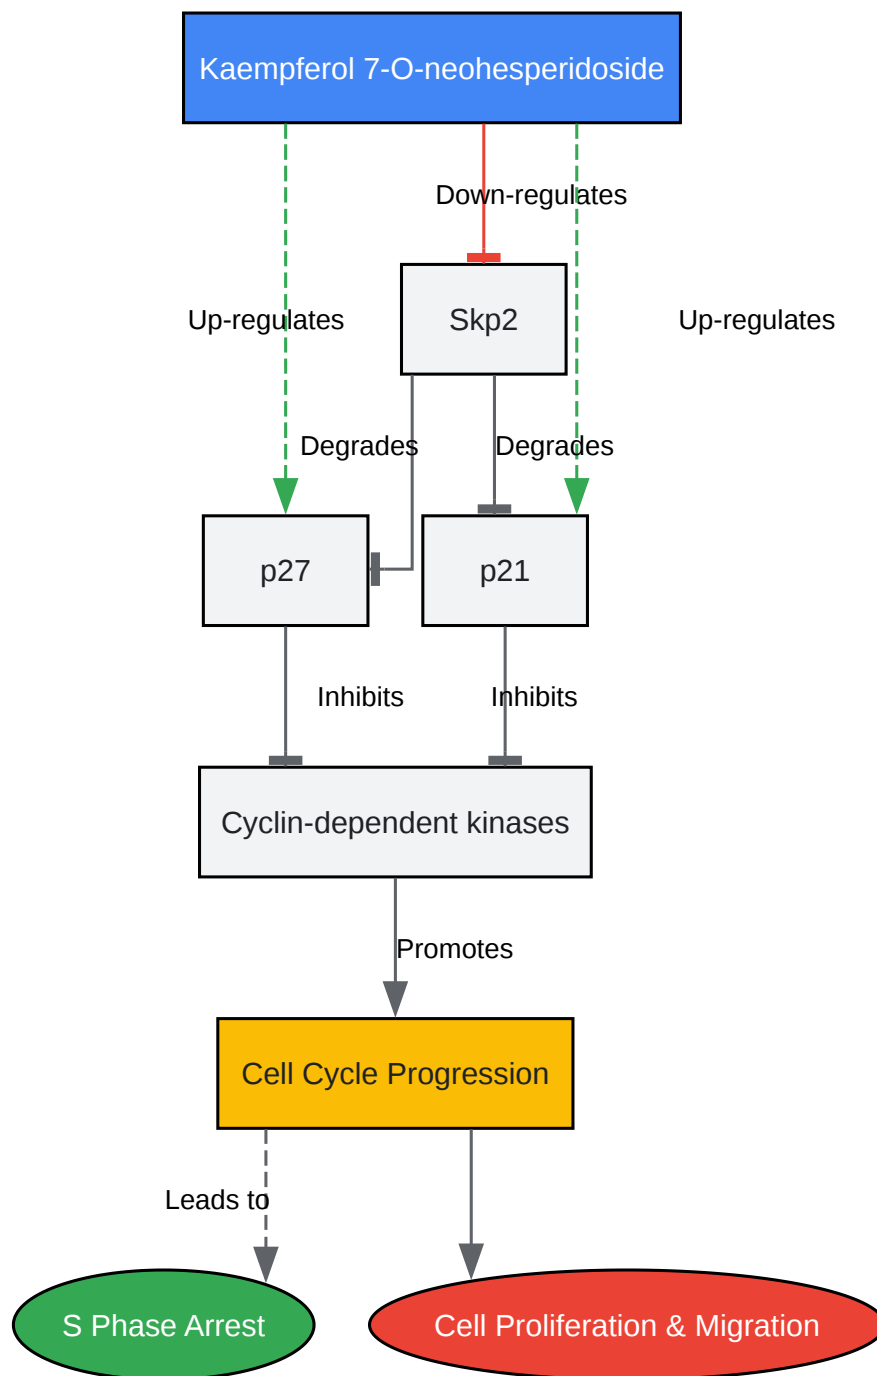 Kaempferol 7-O-neohesperidoside
Down-regulates
Skp2
Up-regulates
Up-regulates
Degrades
Degrades
p27
p21
Inhibits
Inhibits
Cyclin-dependent kinases
Promotes
Cell Cycle Progression
Leads to
S Phase Arrest
Cell Proliferation & Migration